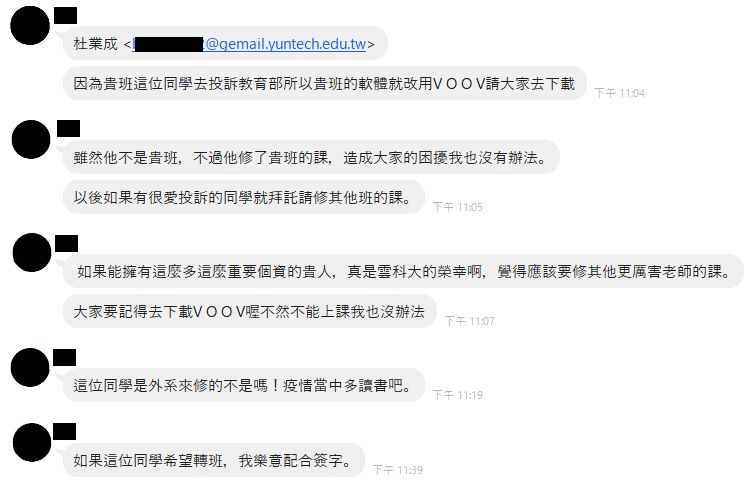 杜業成 <2@gemail.yuntech.edu.tw>
因為貴班這位同學去投訴教育部所以貴班的軟體就改用V O O V請大家去下載
下午 11:04
雖然他不是貴班，不過他修了貴班的課，造成大家的困擾我也沒有辦法。
以後如果有很愛投訴的同學就拜託請修其他班的課。
下午 11:05
如果能擁有這麼多這麼重要個資的貴人，真是雲科大的榮幸啊，覺得應該要修其他更厲害老師的課。
大家要記得去下載V O O V喔不然不能上課我也沒辦法
下午 11:07
這位同學是外系來修的不是嗎！疫情當中多讀書吧。
下午 11:19
如果這位同學希望轉班，我樂意配合簽字。
下午 11:39